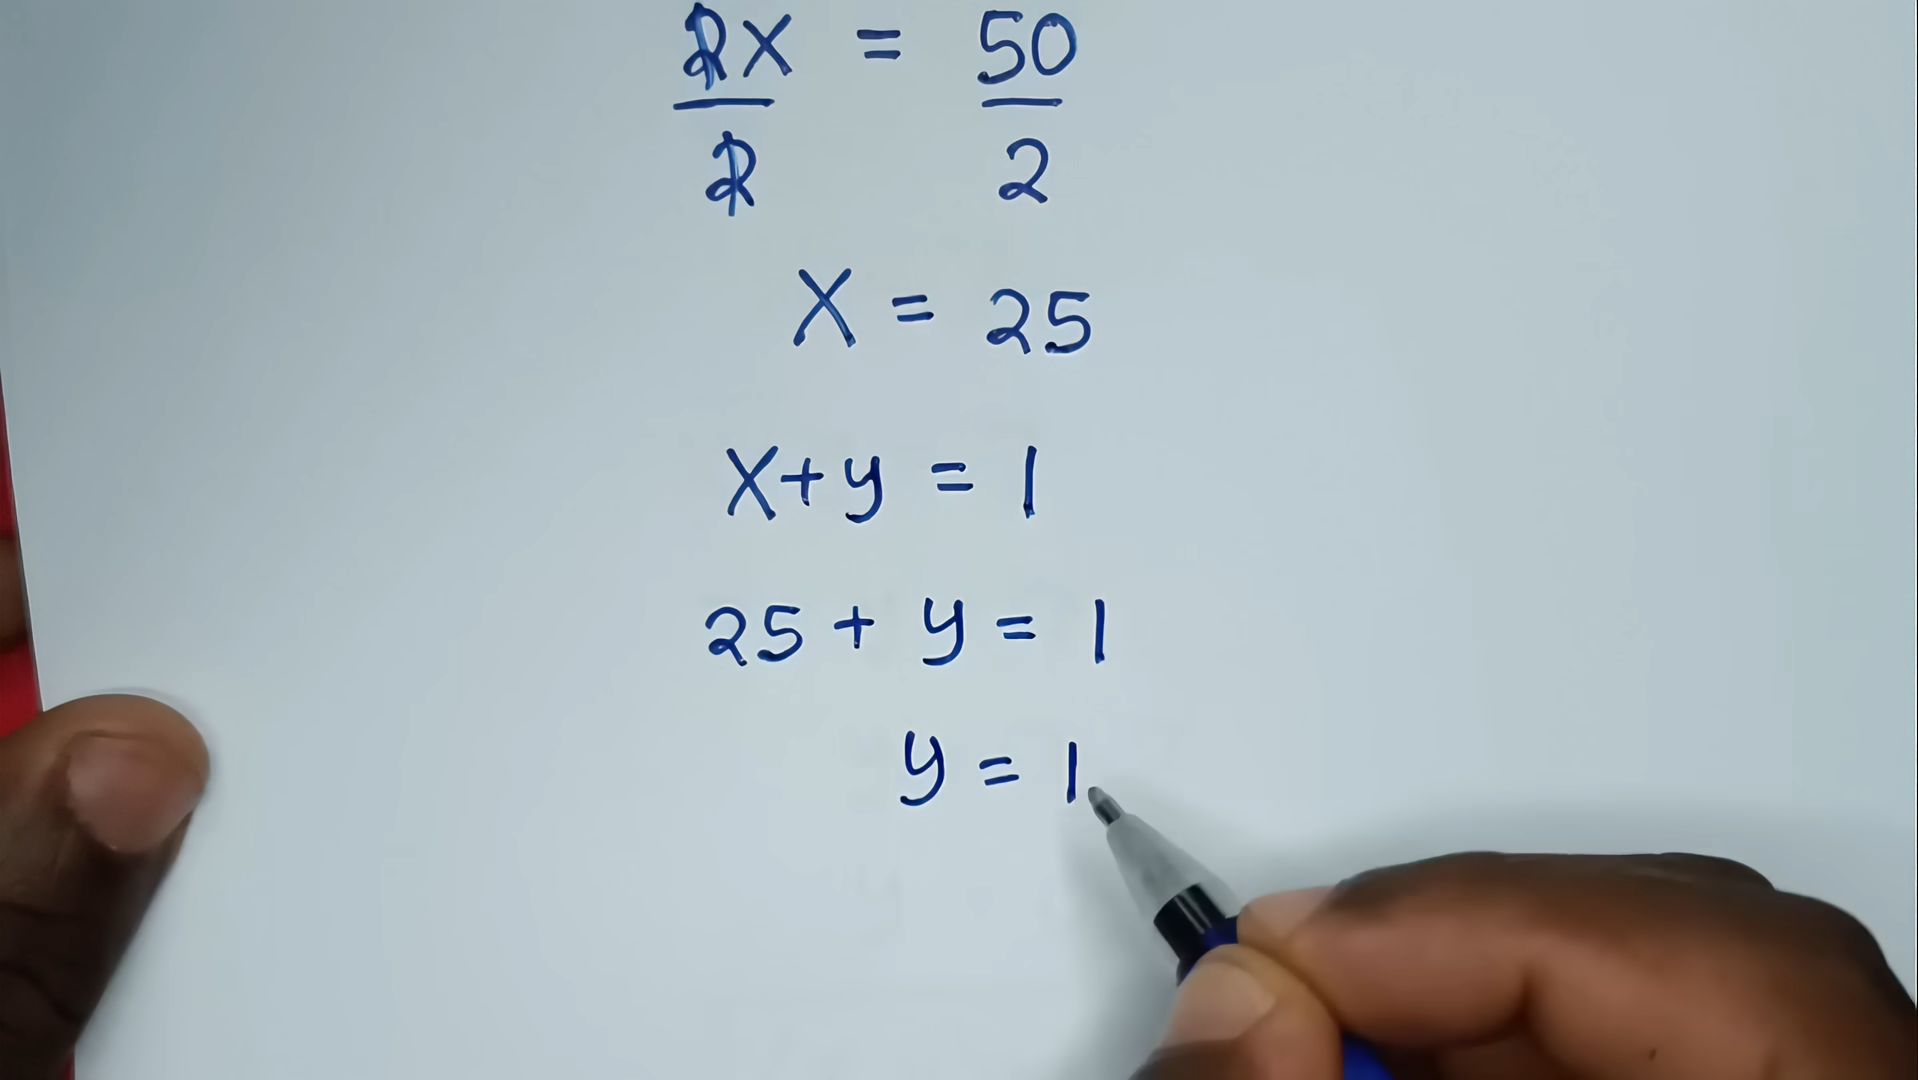 2x = 50
2 2
x = 25
x+y = 1
25 + y = 1
y = 1